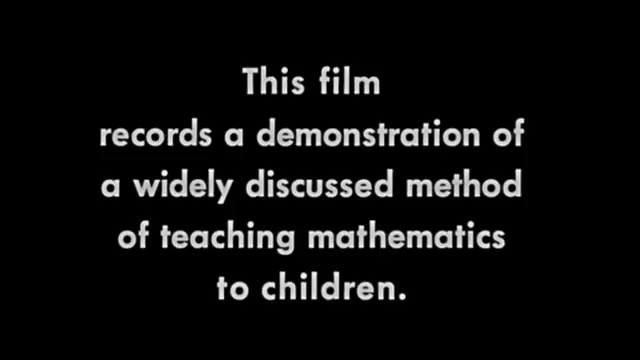 This film
records a demonstration of
a widely discussed method
of teaching mathematics
to children.